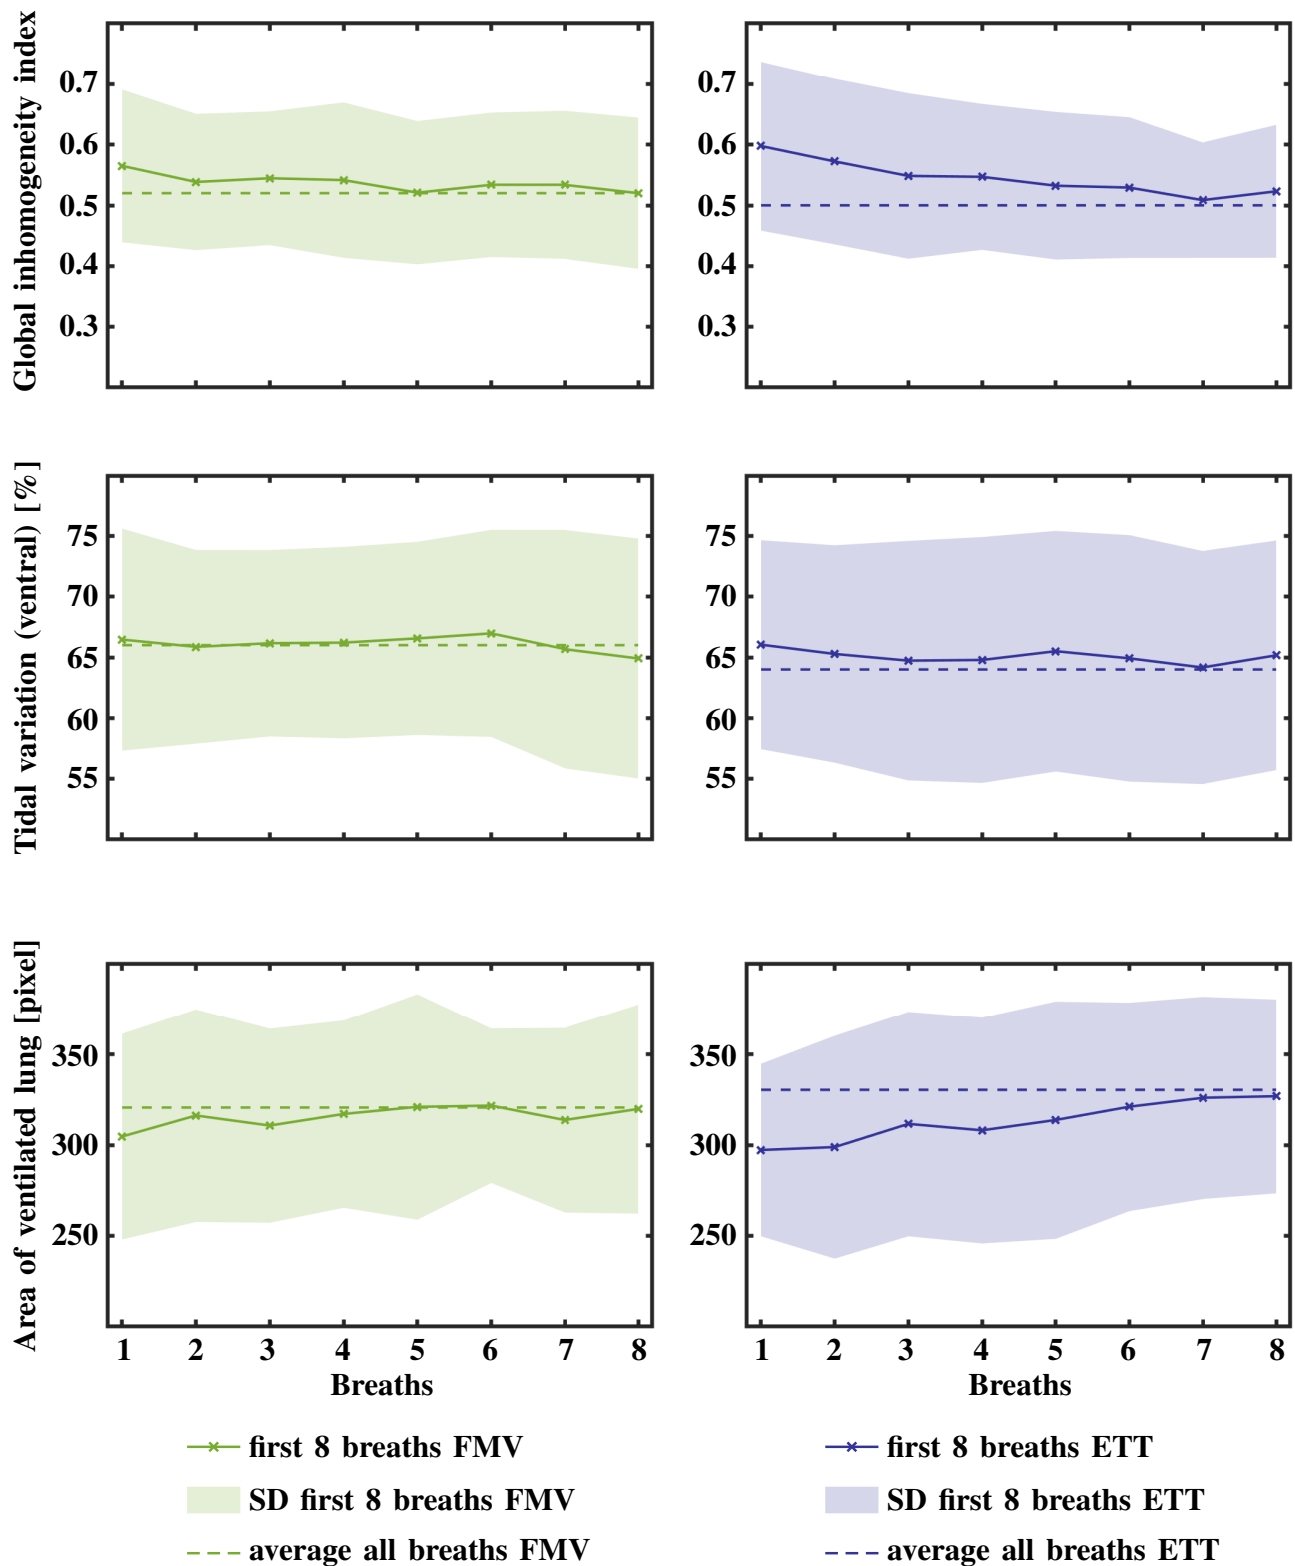 Global inhomogeneity index
0.7
0.6
0.5
0.4
0.3
0.7
0.6
0.5
0.4
0.3
Tidal variation (ventral) [%]
75
70
65
60
55
75
70
65
60
55
Area of ventilated lung [pixel]
350
300
250
350
300
250
1 2 3 4 5 6 7 8
Breaths
1 2 3 4 5 6 7 8
Breaths
first 8 breaths FMV
SD first 8 breaths FMV
average all breaths FMV
first 8 breaths ETT
SD first 8 breaths ETT
average all breaths ETT